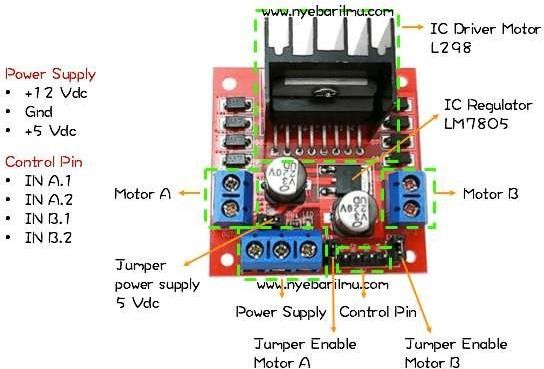 www.nyebarilmu.com
IC Driver Motor
L298
Power Supply
• +12 Vdc
• Gnd
• +5 Vdc
IC Regulator
LM7805
Control Pin
• IN A.1
• IN A.2
• IN B.1
• IN B.2
Motor A
Motor B
Jumper
power supply
5 Vdc
www.nyebarilmu.com
Power Supply
Control Pin
Jumper Enable
Motor A
Jumper Enable
Motor B